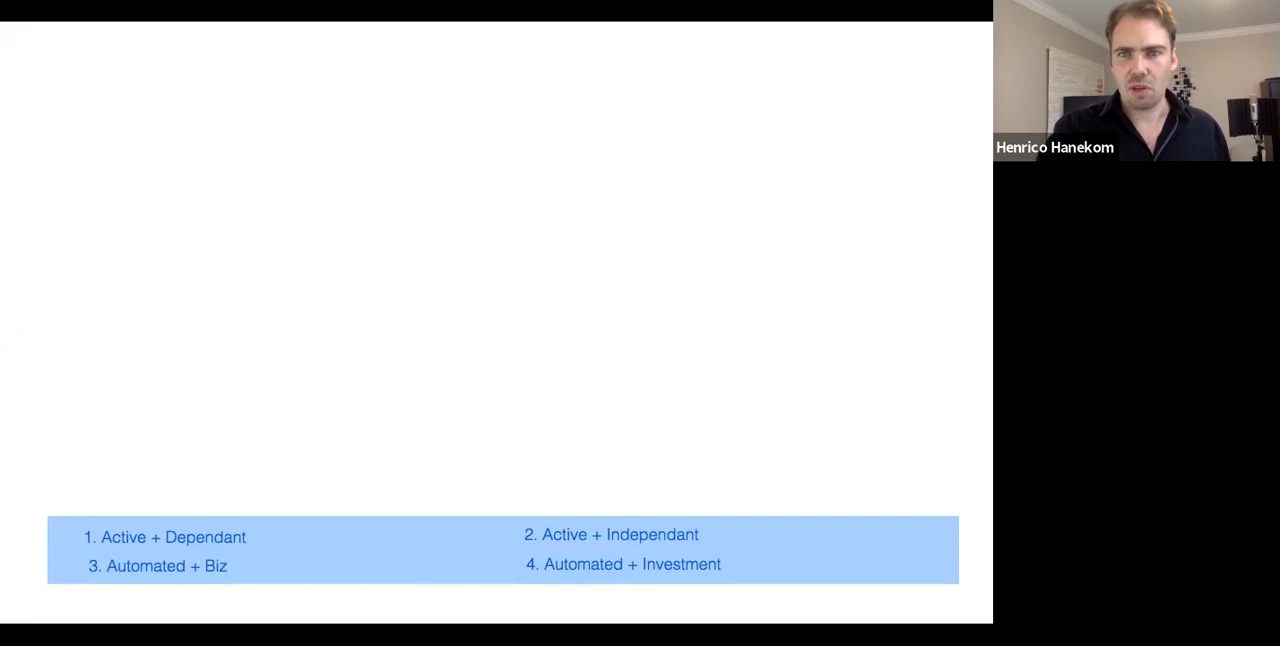 Henrico Hanekom
1. Active + Dependant
2. Active + Independant
3. Automated + Biz
4. Automated + Investment